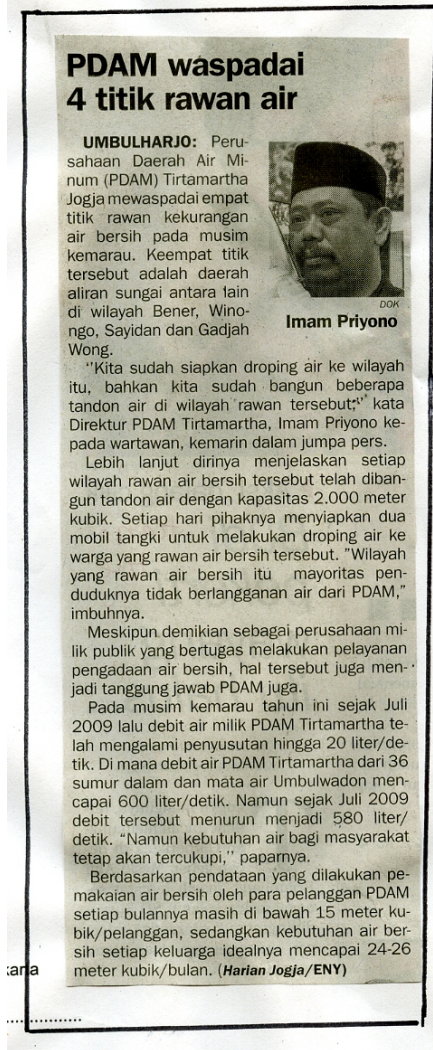 PDAM waspadai
4 titik rawan air
UMBULHARJO: Peru-
sahaan Daerah Air Mi-
num (PDAM) Tirtamartha
Jogja mewaspadai empat
titik rawan kekurangan
air bersih pada musim
kemarau. Keempat titik
tersebut adalah daerah
aliran sungai antara lain
di wilayah Bener, Wino-
ngo, Sayidan dan Gadjah
Wong.
DOK
Imam Priyono
''Kita sudah siapkan droping air ke wilayah
itu, bahkan kita sudah bangun beberapa
tandon air di wilayah rawan tersebut,'' kata
Direktur PDAM Tirtamartha, Imam Priyono ke-
pada wartawan, kemarin dalam jumpa pers.
Lebih lanjut dirinya menjelaskan setiap
wilayah rawan air bersih tersebut telah diban-
gun tandon air dengan kapasitas 2.000 meter
kubik. Setiap hari pihaknya menyiapkan dua
mobil tangki untuk melakukan droping air ke
warga yang rawan air bersih tersebut. "Wilayah
yang rawan air bersih itu mayoritas pen-
duduknya tidak berlangganan air dari PDAM,"
imbuhnya.
Meskipun demikian sebagai perusahaan mi-
lik publik yang bertugas melakukan pelayanan
pengadaan air bersih, hal tersebut juga men-
jadi tanggung jawab PDAM juga.
Pada musim kemarau tahun ini sejak Juli
2009 lalu debit air milik PDAM Tirtamartha te-
lah mengalami penyusutan hingga 20 liter/de-
tik. Di mana debit air PDAM Tirtamartha dari 36
sumur dalam dan mata air Umbulwadon men-
capai 600 liter/detik. Namun sejak Juli 2009
debit tersebut menurun menjadi 580 liter/
detik. "Namun kebutuhan air bagi masyarakat
tetap akan tercukupi,'' paparnya.
Berdasarkan pendataan yang dilakukan pe-
makaian air bersih oleh para pelanggan PDAM
setiap bulannya masih di bawah 15 meter ku-
bik/pelanggan, sedangkan kebutuhan air ber-
sih setiap keluarga idealnya mencapai 24-26
meter kubik/bulan. (Harian Jogja/ENY)